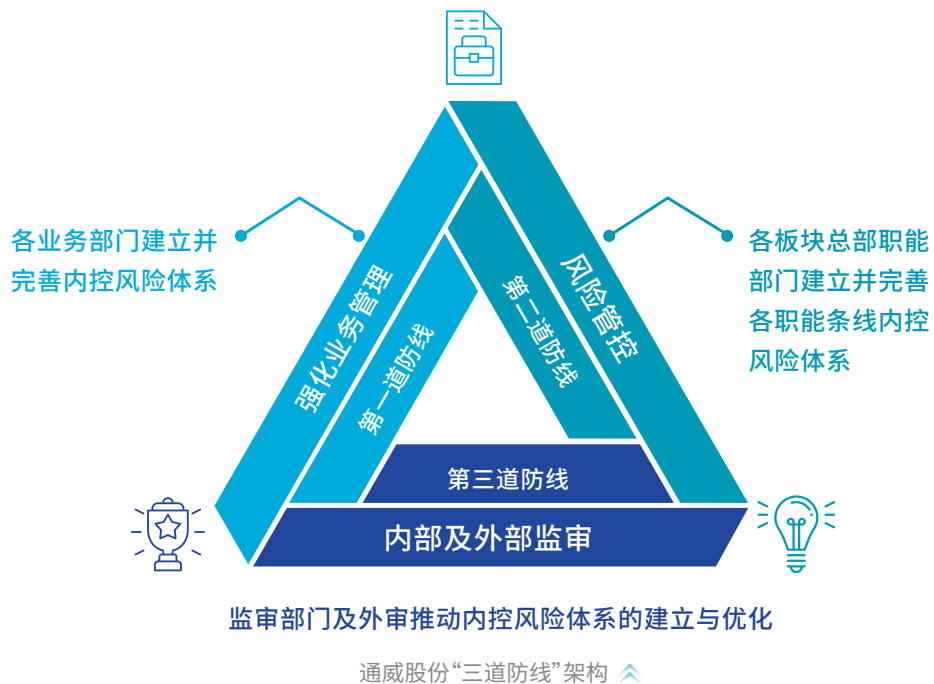 各业务部门建立并
完善内控风险体系
强化业务管理
第一道防线
风险管控
第二道防线
各板块总部职能
部门建立并完善
各职能条线内控
风险体系
第三道防线
内部及外部监审
监审部门及外审推动内控风险体系的建立与优化
通威股份“三道防线”架构